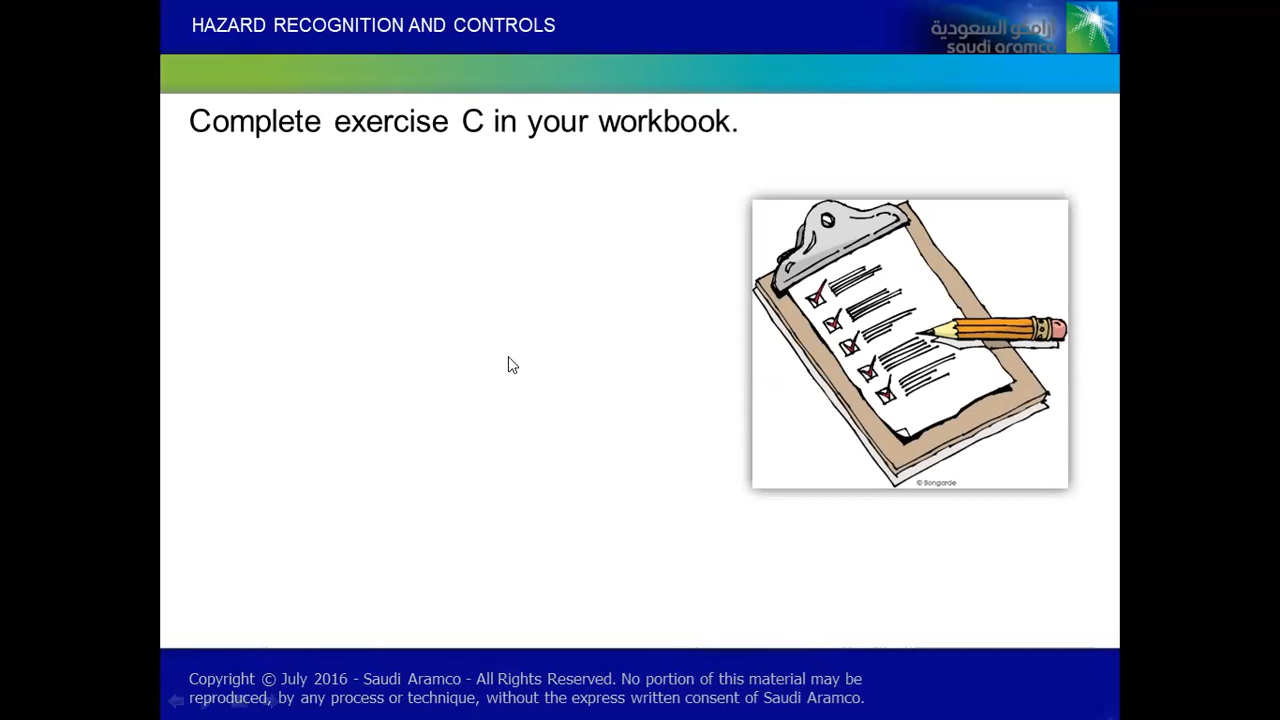 HAZARD RECOGNITION AND CONTROLS
أرامكو السعودية
saudi aramco
Complete exercise C in your workbook.
© Bongarde
Copyright © July 2016 - Saudi Aramco - All Rights Reserved. No portion of this material may be
reproduced, by any process or technique, without the express written consent of Saudi Aramco.